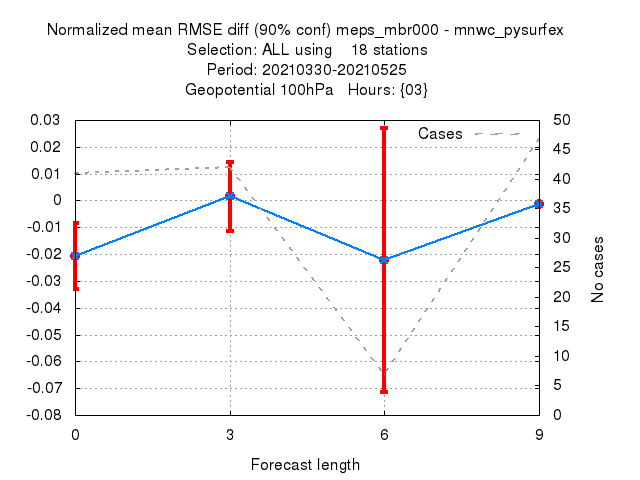 Normalized mean RMSE diff (90% conf) meps_mbr000 - mnwc_pysurfex
Selection: ALL using 18 stations
Period: 20210330-20210525
Geopotential 100hPa Hours: {03}
Cases
0.03
0.02
0.01
0
-0.01
-0.02
-0.03
-0.04
-0.05
-0.06
-0.07
-0.08
50
45
40
35
30
25
20
15
10
5
0
No cases
0 3 6 9
Forecast length